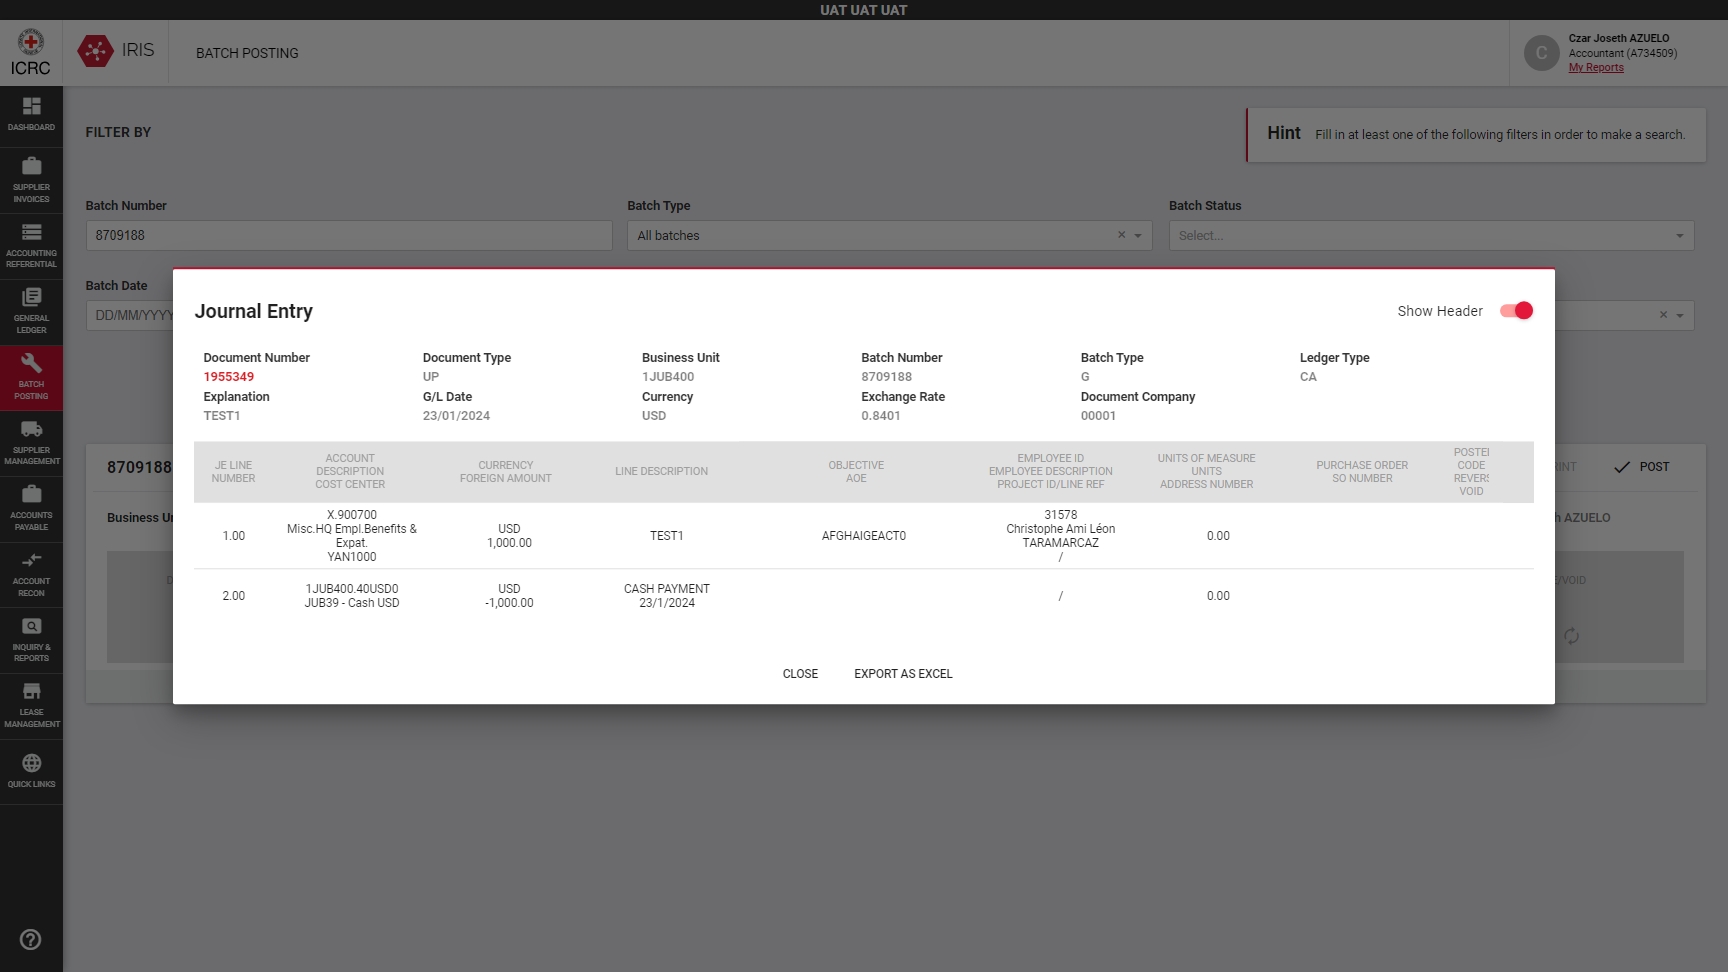 UAT UAT UAT
ICRC
IRIS
BATCH POSTING
Czar Joseth AZUELO
Accountant (A734509)
My Reports
C
DASHBOARD
SUPPLIER
INVOICES
ACCOUNTING
REFERENTIAL
GENERAL
LEDGER
BATCH
POSTING
SUPPLIER
MANAGEMENT
ACCOUNTS
PAYABLE
ACCOUNT
RECON
INQUIRY &
REPORTS
LEASE
MANAGEMENT
QUICK LINKS
FILTER BY
Hint Fill in at least one of the following filters in order to make a search.
Batch Number Batch Type Batch Status
8709188 All batches Select...
Batch Date
DD/MM/YYYY
Journal Entry
Show Header
Document Number Document Type Business Unit Batch Number Batch Type Ledger Type
1955349 UP 1JUB400 8709188 G CA
Explanation G/L Date Currency Exchange Rate Document Company
TEST1 23/01/2024 USD 0.8401 00001
JE LINE
NUMBER
ACCOUNT
DESCRIPTION
COST CENTER
CURRENCY
FOREIGN AMOUNT
LINE DESCRIPTION
OBJECTIVE
AOE
EMPLOYEE ID
EMPLOYEE DESCRIPTION
PROJECT ID/LINE REF
UNITS OF MEASURE
UNITS
ADDRESS NUMBER
PURCHASE ORDER
SO NUMBER
POSTE
CODE
REVERS
VOID
1.00
X.900700
Misc.HQ Empl.Benefits &
Expat.
YAN1000
USD
1,000.00
TEST1
AFGHAIGEACT0
31578
Christophe Ami Léon
TARAMARCAZ
/
0.00
2.00
1JUB400.40USD0
JUB39 - Cash USD
USD
-1,000.00
CASH PAYMENT
23/1/2024
/
0.00
CLOSE EXPORT AS EXCEL
8709188
RINT POST
Business Un
h AZUELO
E/VOID